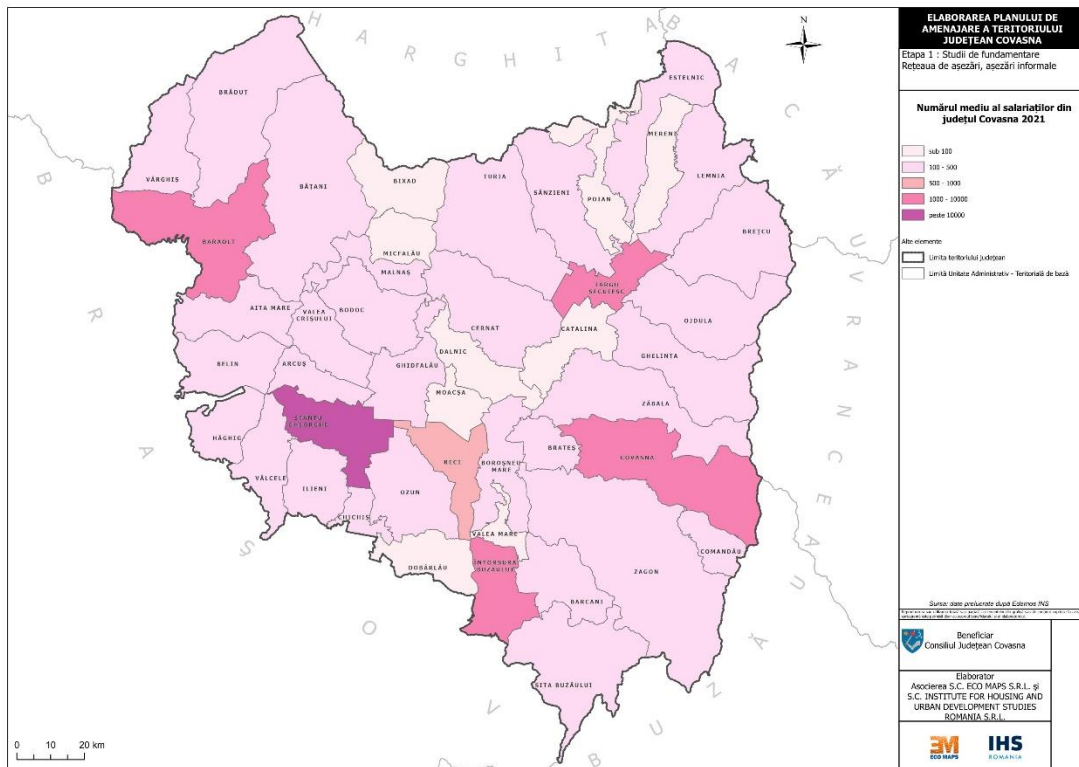 HARGHITA
BACĂU
VRANCEA
BUZĂU
BRAȘOV
N
ESTELNIC
BRĂDUȚ
MERENI
LEMNIA
VÂRGHIȘ
BĂȚANI
BIXAD
TURIA
SÂNZIENI
POIAN
BREȚCU
BARAOLT
MICFALĂU
MALNAȘ
TÂRGU
SECUIESC
AITA MARE
VALEA
CRIȘULUI
BODOC
CERNAT
CATALINA
OJDULA
DALNIC
GHELINȚA
BELIN
ARCUȘ
GHIDFALĂU
MOACȘA
ZĂBALA
SFÂNTU
GHEORGHE
HĂGHIG
RECI
BOROȘNEU
MARE
BRATEȘ
COVASNA
VÂLCELE
ILIENI
OZUN
CHICHIȘ
VALEA MARE
COMANDĂU
DOBÂRLĂU
ÎNTORSURA
BUZĂULUI
ZAGON
BARCANI
SITA BUZĂULUI
0 10 20 km
ELABORAREA PLANULUI DE
AMENAJARE A TERITORIULUI
JUDEȚEAN COVASNA
Etapa 1 : Studii de fundamentare
Rețeaua de așezări, așezări informale
Numărul mediu al salariaților din
județul Covasna 2021
sub 100
100 - 500
500 - 1000
1000 - 10000
peste 10000
Alte elemente
Limita teritoriului județean
Limită Unitate Administrativ - Teritorială de bază
Sursa: date prelucrate după Edemos INS
Beneficiar
Consiliul Județean Covasna
Elaborator
Asocierea S.C. ECO MAPS S.R.L. și
S.C. INSTITUTE FOR HOUSING AND
URBAN DEVELOPMENT STUDIES
ROMANIA S.R.L.
3M
ECO MAPS
IHS
ROMANIA